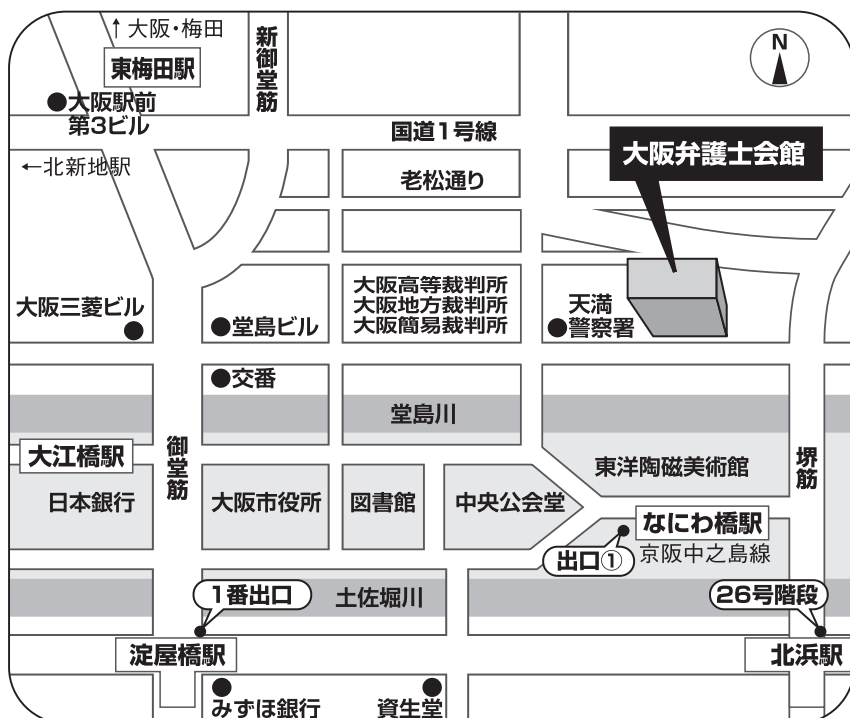 ↑大阪・梅田
東梅田駅
新御堂筋
N
●大阪駅前
第3ビル
国道1号線
大阪弁護士会館
←北新地駅
老松通り
大阪高等裁判所
大阪地方裁判所
大阪簡易裁判所
天満
●警察署
大阪三菱ビル
●堂島ビル
●交番
堂島川
大江橋駅
御堂筋
東洋陶磁美術館
堺筋
日本銀行
大阪市役所
図書館
中央公会堂
なにわ橋駅
出口①
京阪中之島線
1番出口
土佐堀川
26号階段
淀屋橋駅
北浜駅
みずほ銀行
資生堂